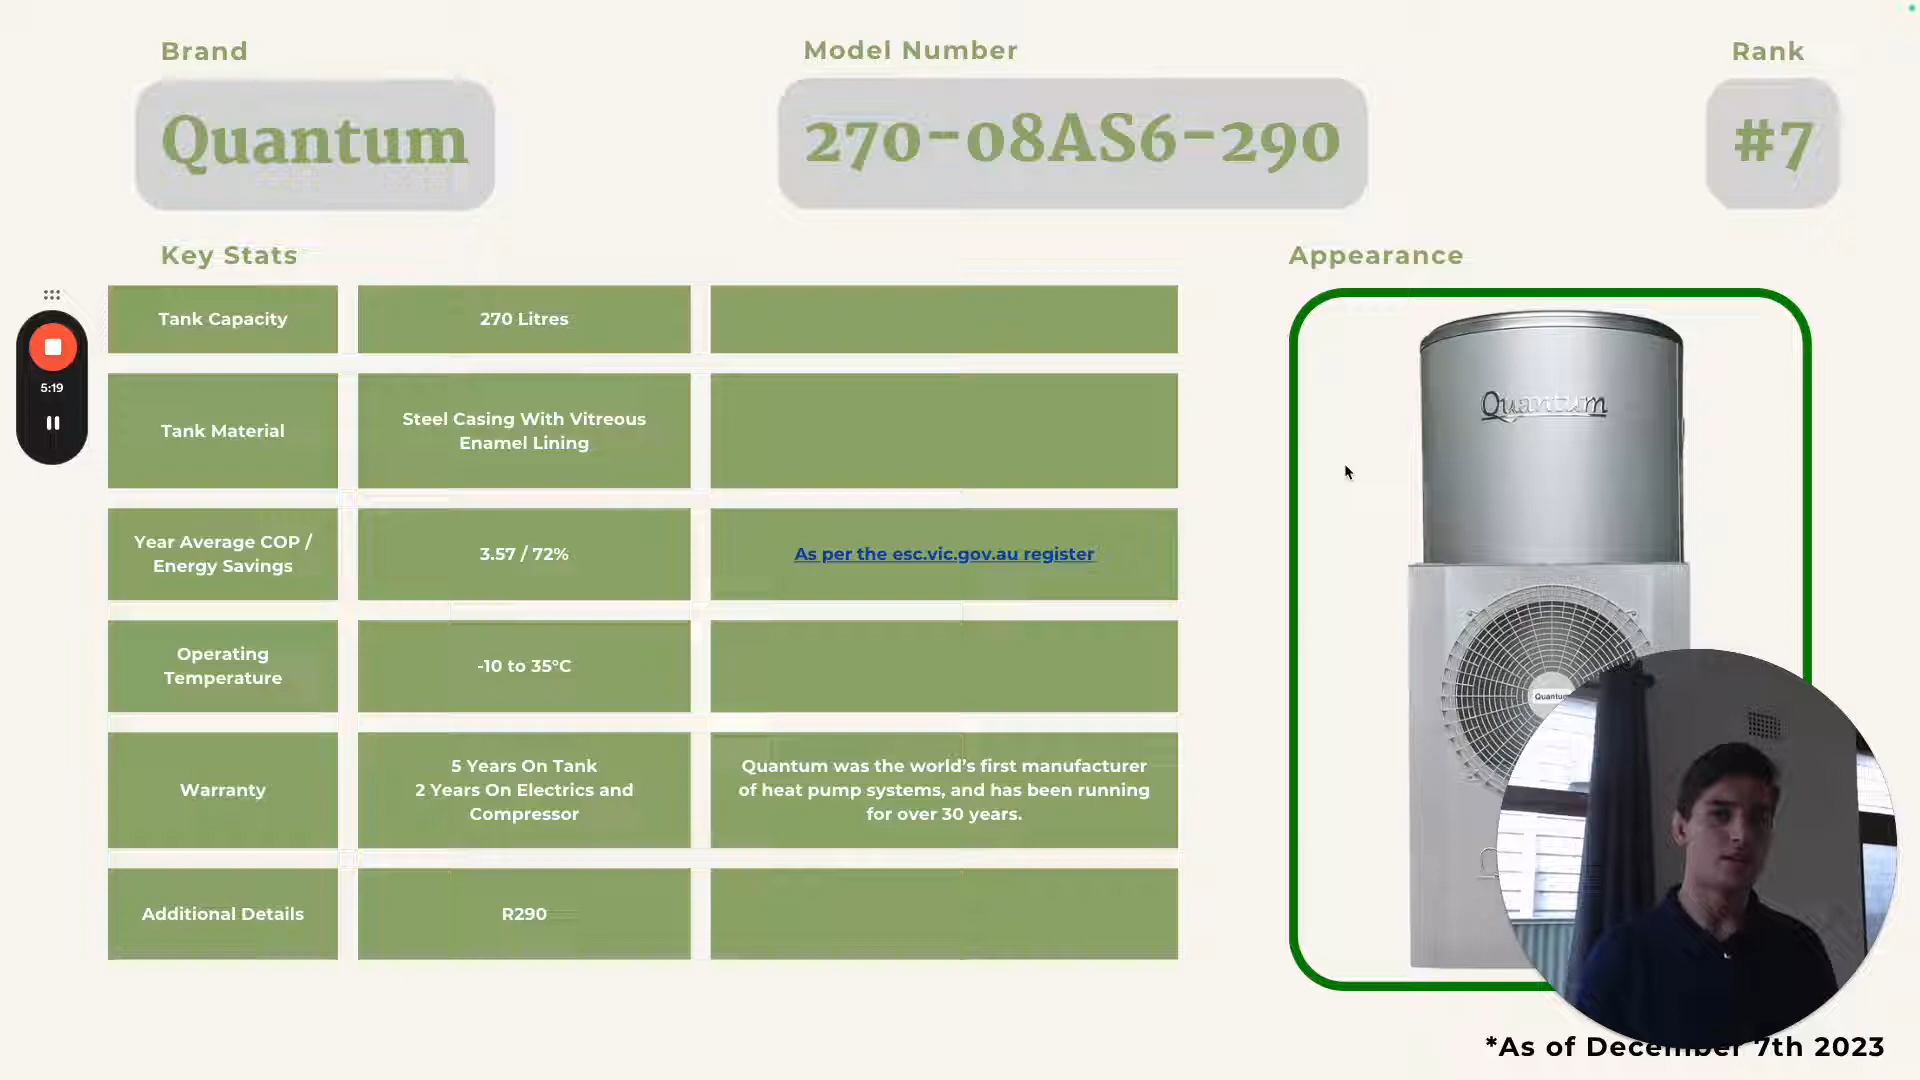 Brand
Model Number
Rank
Quantum
270-08AS6-290
#7
Key Stats
Appearance
Tank Capacity
270 Litres
Tank Material
Steel Casing With Vitreous
Enamel Lining
Year Average COP /
Energy Savings
3.57 / 72%
As per the esc.vic.gov.au register
Operating
Temperature
-10 to 35°C
Warranty
5 Years On Tank
2 Years On Electrics and
Compressor
Quantum was the world’s first manufacturer
of heat pump systems, and has been running
for over 30 years.
Additional Details
R290
5:19
Quantum
*As of December 7th 2023